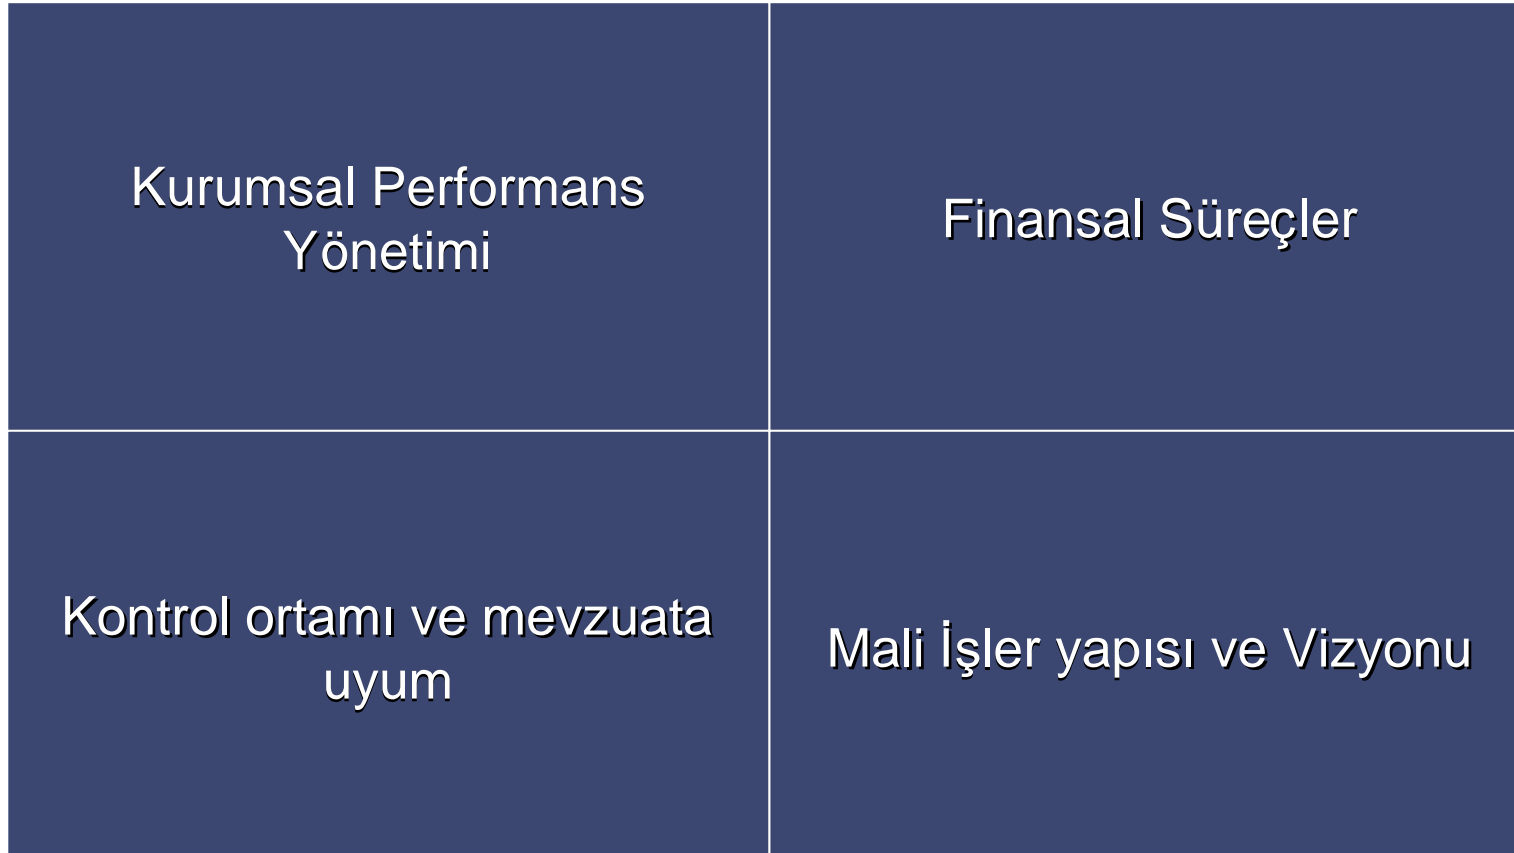 Kurumsal Performans
Yönetimi
Finansal Süreçler
Kontrol ortamı ve mevzuata
uyum
Mali İşler yapısı ve Vizyonu